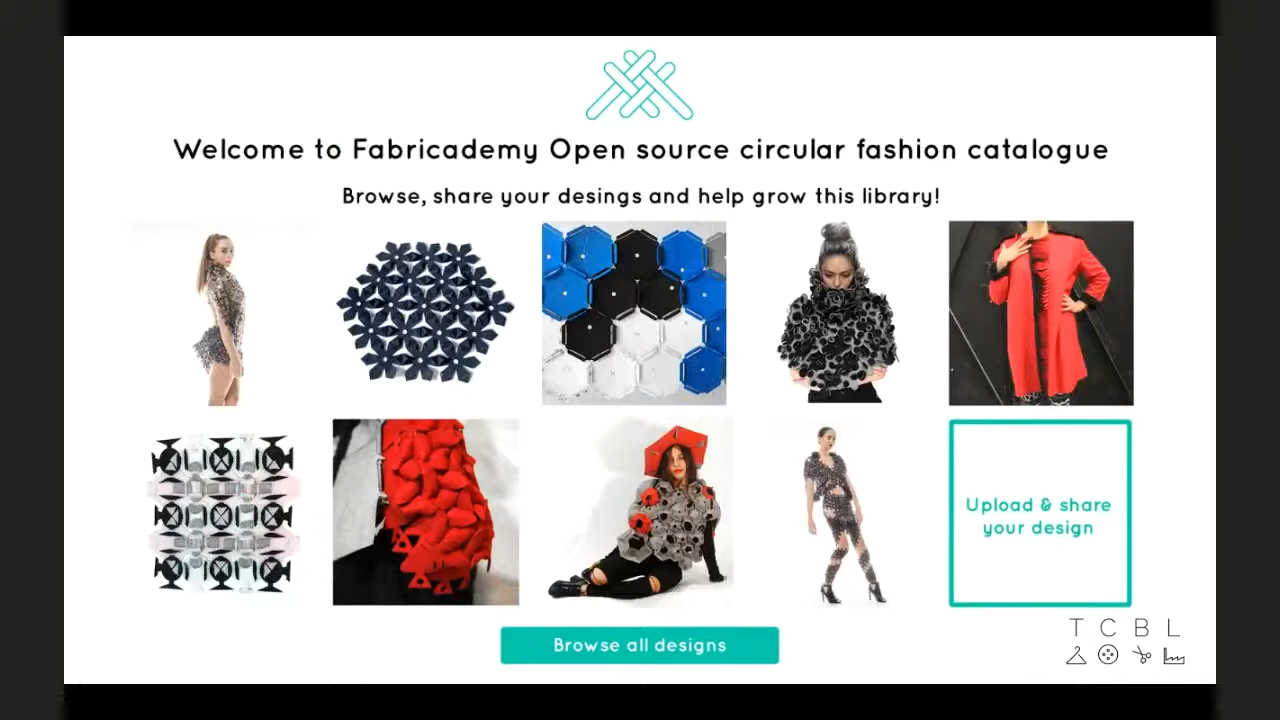 Welcome to Fabricademy Open source circular fashion catalogue
Browse, share your desings and help grow this library!
Upload & share
your design
Browse all designs
T C B L